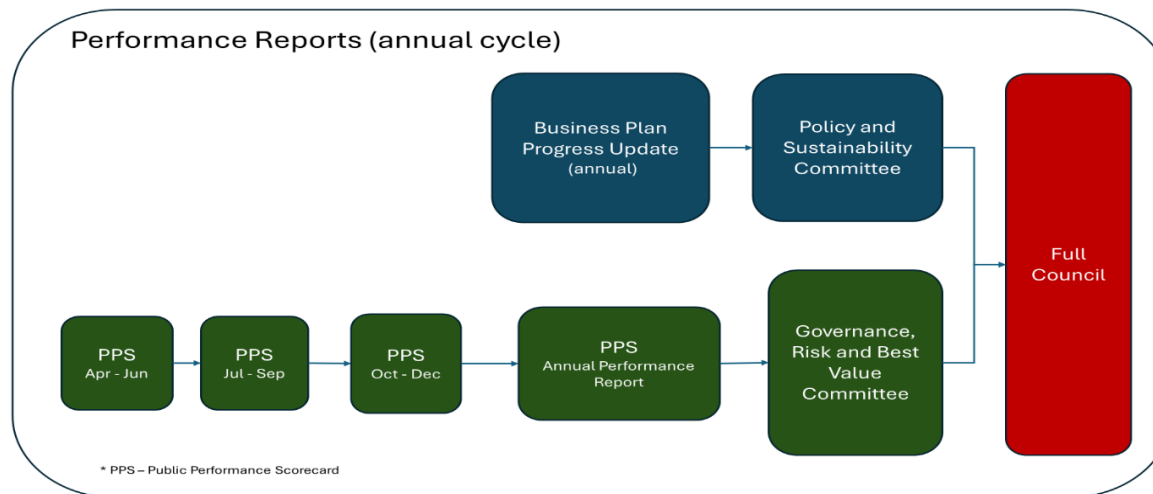 Performance Reports (annual cycle)
Business Plan
Progress Update
(annual)
Policy and
Sustainability
Committee
Full
Council
PPS
Apr - Jun
PPS
Jul - Sep
PPS
Oct - Dec
PPS
Annual Performance
Report
Governance,
Risk and Best
Value
Committee
* PPS – Public Performance Scorecard